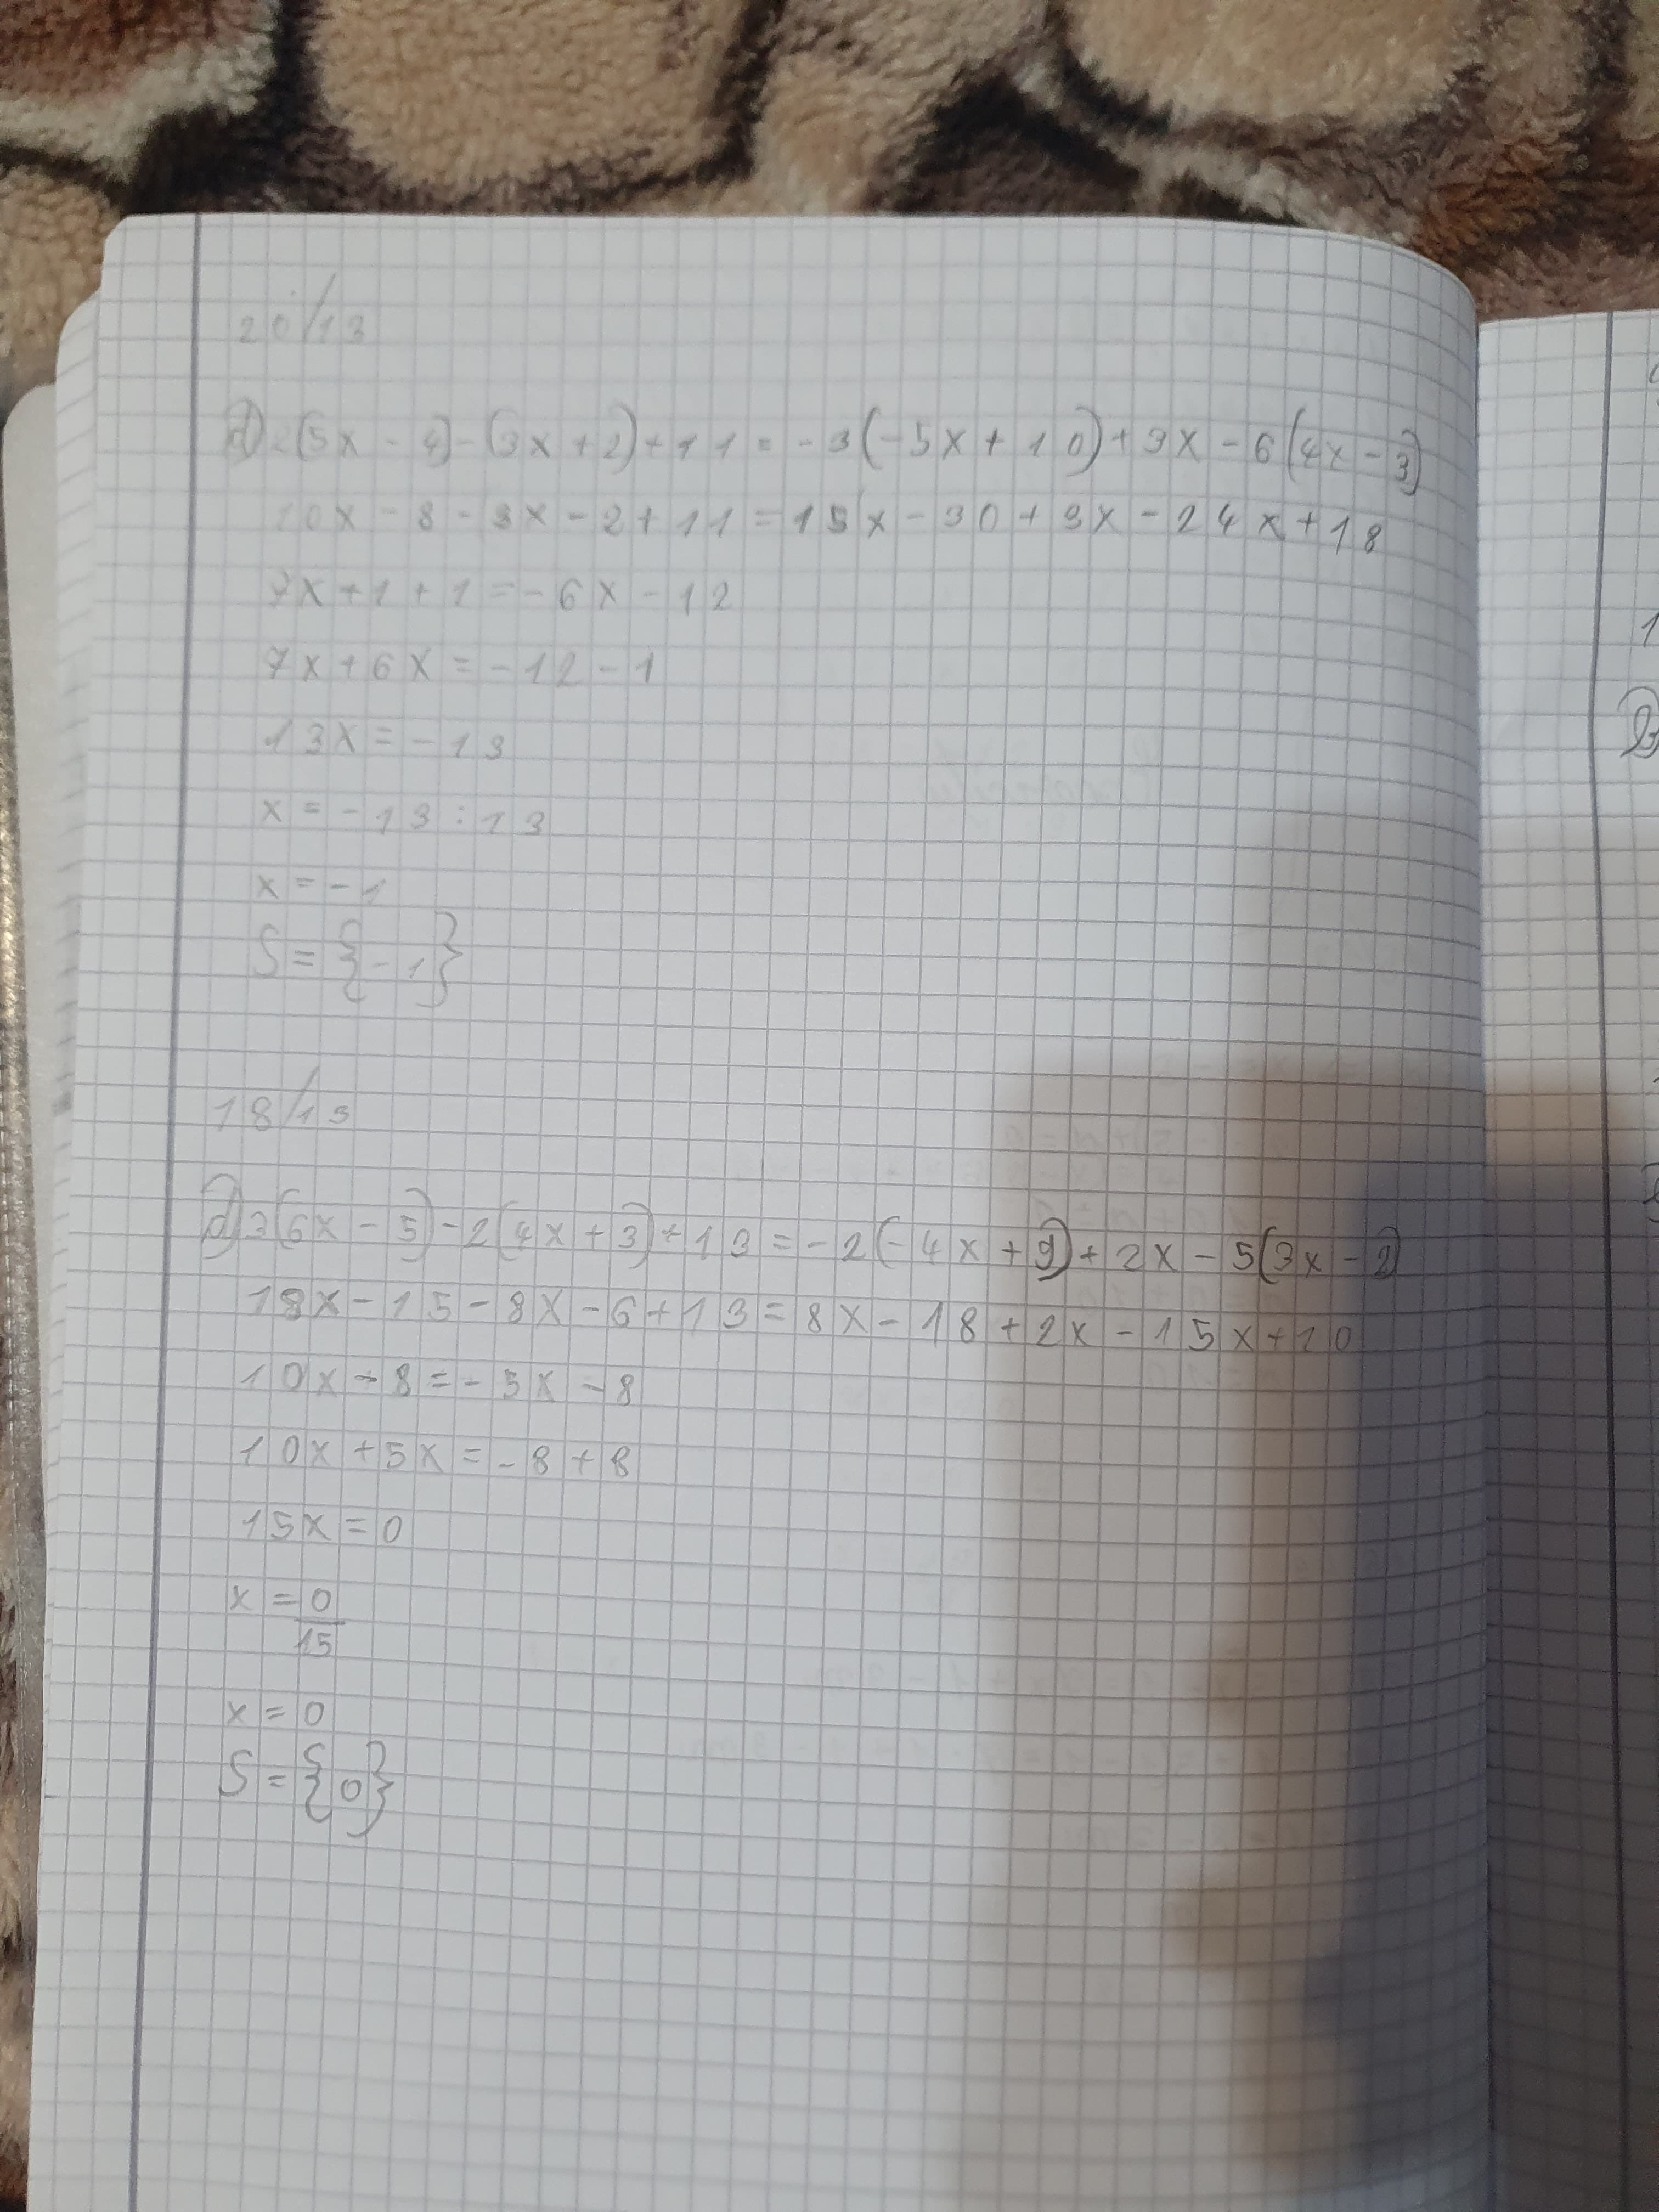 20/13
d) 2(5x - 4) - (3x + 2) + 11 = -3(-5x + 10) + 3x - 6(4x - 3)
10x - 8 - 3x - 2 + 11 = 15x - 30 + 3x - 24x + 18
7x + 1 + 1 = -6x - 12
7x + 6x = -12 - 1
13x = -13
x = -13 : 13
x = -1
S = {-1}
18/13
d) 3(6x - 5) - 2(4x + 3) + 13 = -2(-4x + 9) + 2x - 5(3x - 2)
18x - 15 - 8x - 6 + 13 = 8x - 18 + 2x - 15x + 10
10x - 8 = -5x - 8
10x + 5x = -8 + 8
15x = 0
x = 0/15
x = 0
S = {0}